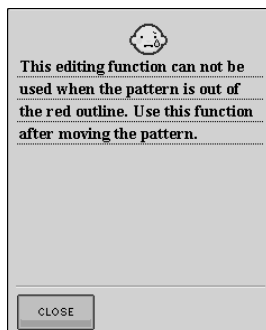 This editing function can not be
used when the pattern is out of
the red outline. Use this function
after moving the pattern.
CLOSE